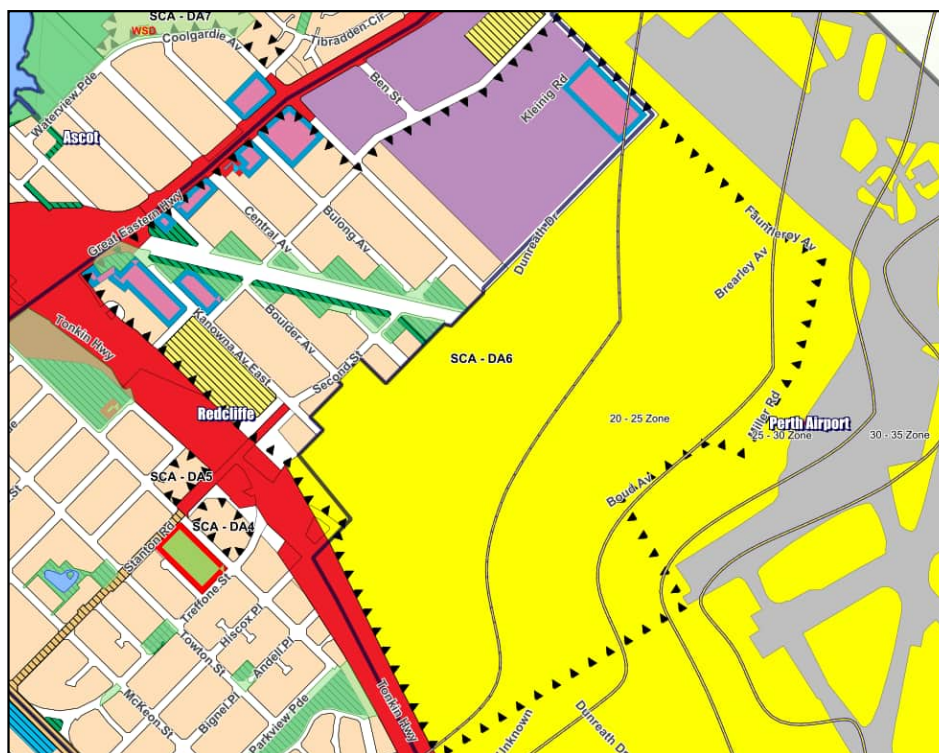 SCA - DA7
WSD
Coolgardie Av
Tibradden Cir
Waterview Pde
Ben St
Kleinig Rd
Ascot
Great Eastern Hwy
Central Av
Bulong Av
Dunreath Dr
Fauntleroy Av
Brearley Av
Tonkin Hwy
Kanowna Av East
Boulder Av
Second St
SCA - DA6
Redcliffe
20 - 25 Zone
Miller Rd
Perth Airport
25 - 30 Zone
30 - 35 Zone
SCA - DA5
Boud Av
SCA - DA4
Stanton Rd
Treffone St
Hiscox Pl
Towton St
Andell Pl
McKeon St
Bignel Pl
Parkview Pde
Tonkin Hwy
Unknown
Dunreath Dr